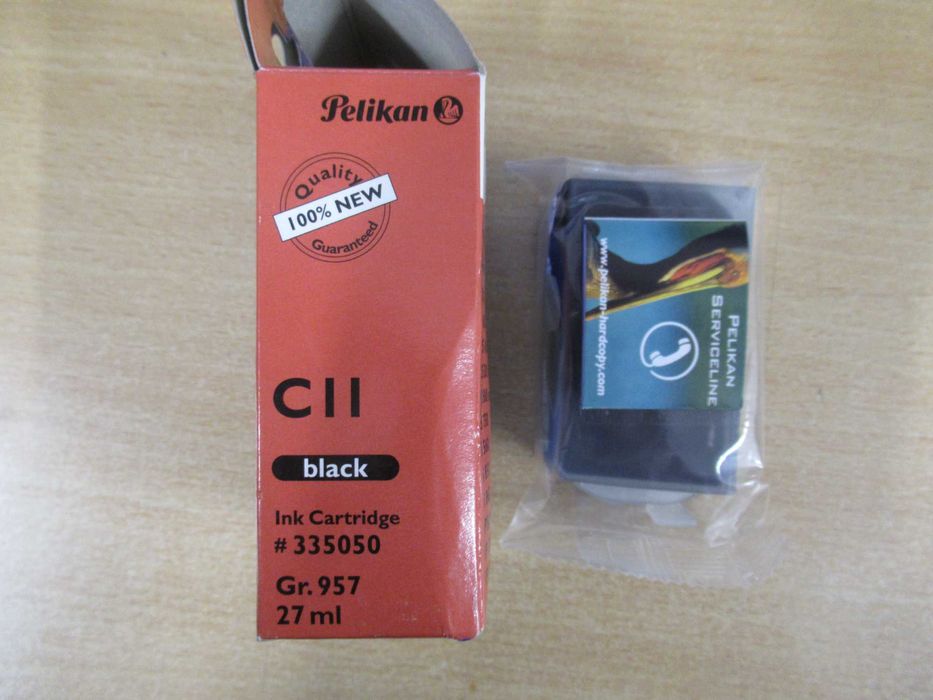 Pelikan
Quality
100% NEW
Guaranteed
C11
black
Ink Cartridge
# 335050
Gr. 957
27 ml
www.pelikan-hardcopy.com
PELIKAN
SERVICELINE